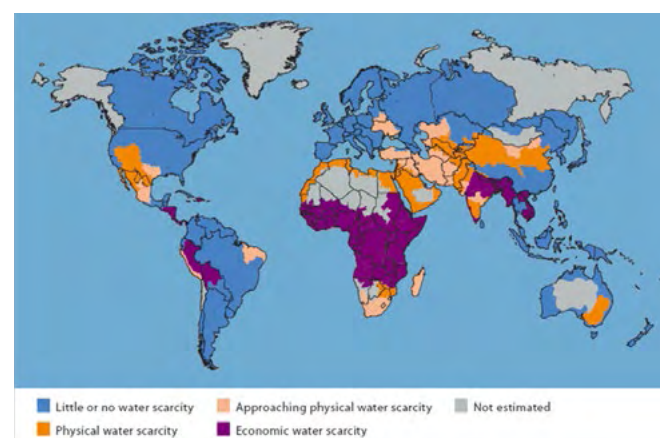 Little or no water scarcity
Approaching physical water scarcity
Not estimated
Physical water scarcity
Economic water scarcity